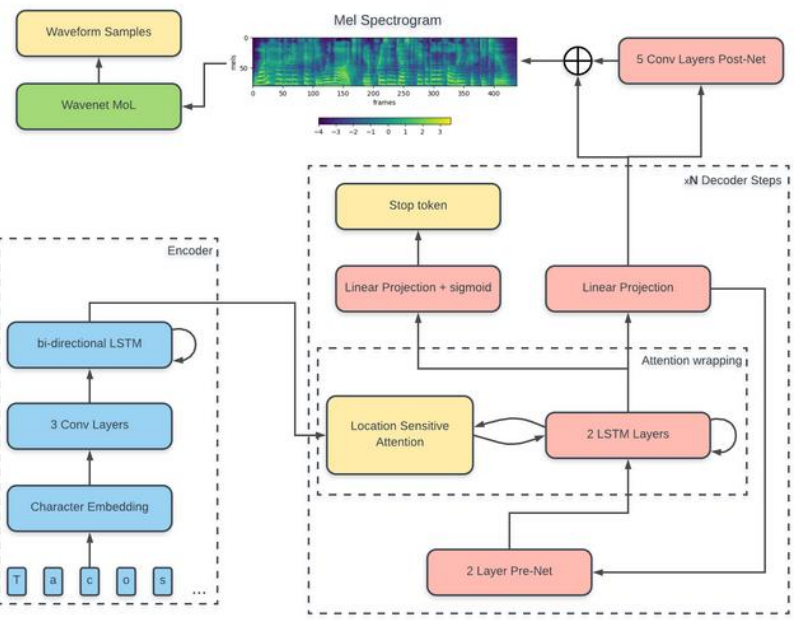 Mel Spectrogram
Waveform Samples
Wavenet MoL
mels
0
50
0 50 100 150 200 250 300 350 400
frames
−4 −3 −2 −1 0 1 2 3
5 Conv Layers Post-Net
xN Decoder Steps
Stop token
Linear Projection + sigmoid
Linear Projection
Encoder
bi-directional LSTM
3 Conv Layers
Character Embedding
T a c o s ...
Attention wrapping
Location Sensitive
Attention
2 LSTM Layers
2 Layer Pre-Net